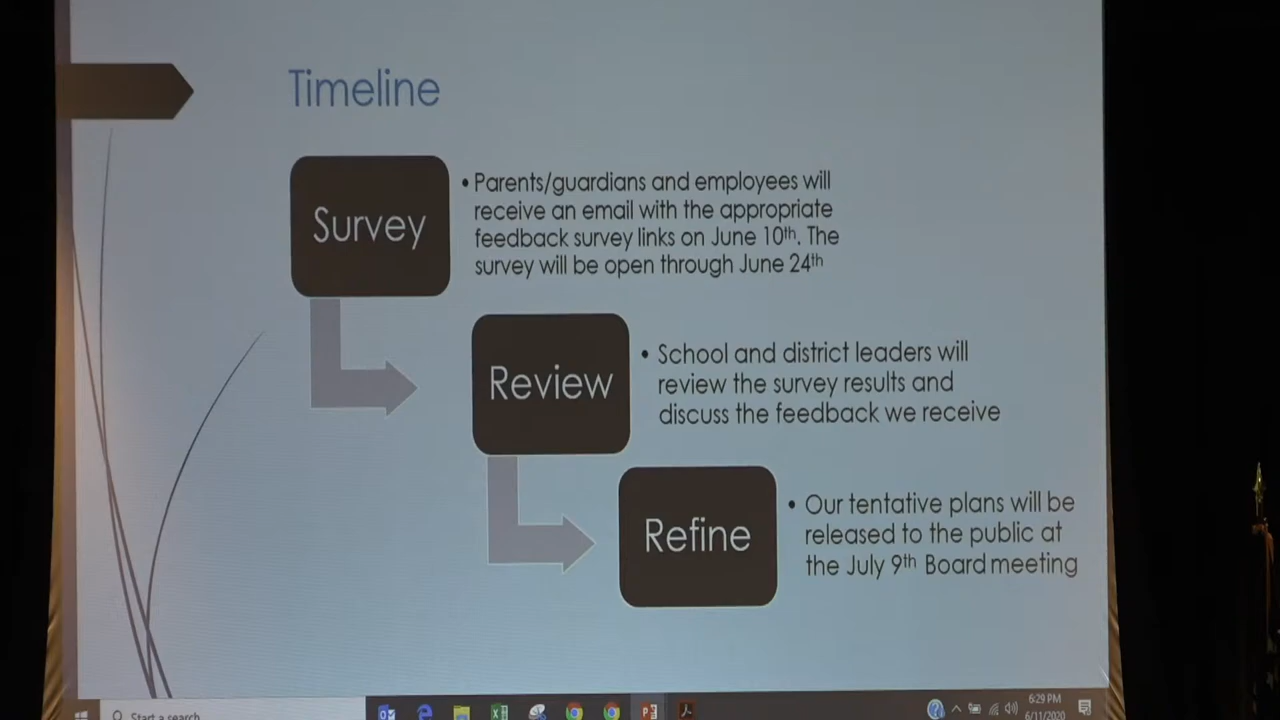 Timeline
Survey
• Parents/guardians and employees will
receive an email with the appropriate
feedback survey links on June 10th. The
survey will be open through June 24th
Review
• School and district leaders will
review the survey results and
discuss the feedback we receive
Refine
• Our tentative plans will be
released to the public at
the July 9th Board meeting
Start a search
6:29 PM
6/11/2020